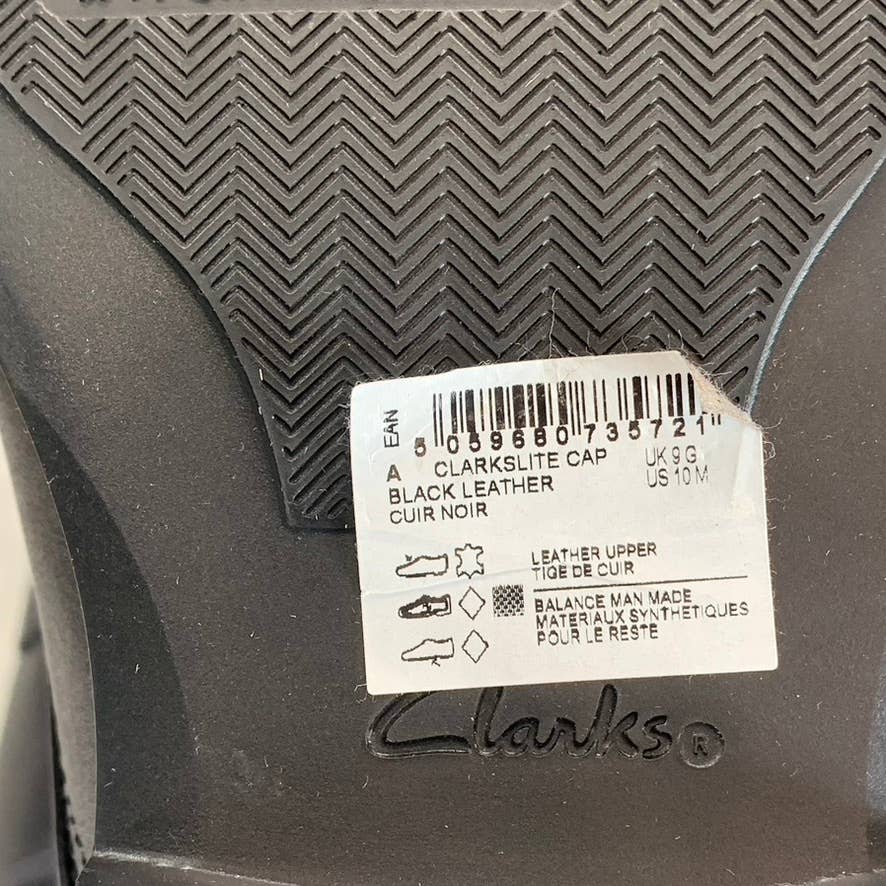 EAN
5 059680 735721
A CLARKSLITE CAP UK 9 G
BLACK LEATHER US 10 M
CUIR NOIR
LEATHER UPPER
TIGE DE CUIR
BALANCE MAN MADE
MATERIAUX SYNTHETIQUES
POUR LE RESTE
Clarks ®